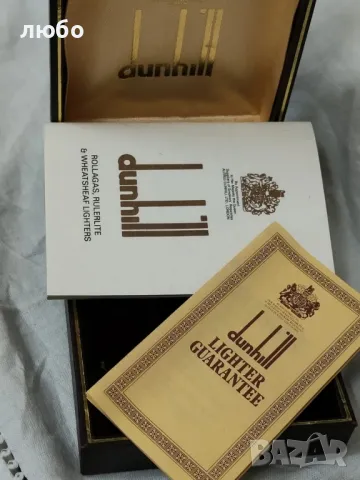 любо
dunhill
dunhill
ROLLAGAS, RULERLITE
& WHEATSHEAF LIGHTERS
dunhill
LIGHTER
GUARANTEE
BAZAR